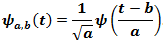 ψ_{a,b}(t) = \frac{1}{\sqrt{a}} ψ\left(\frac{t-b}{a}\right)